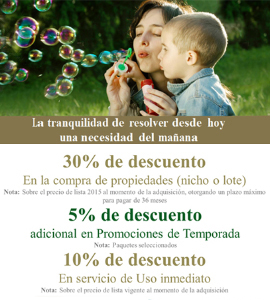 La tranquilidad de resolver desde hoy
una necesidad del mañana
30% de descuento
En la compra de propiedades (nicho o lote)
Nota: Sobre el precio de lista 2015 al momento de la adquisición, otorgando un plazo máximo
para pagar de 36 meses
5% de descuento
adicional en Promociones de Temporada
Nota: Paquetes seleccionados
10% de descuento
En servicio de Uso inmediato
Nota: Sobre el precio de lista vigente al momento de la adquisición